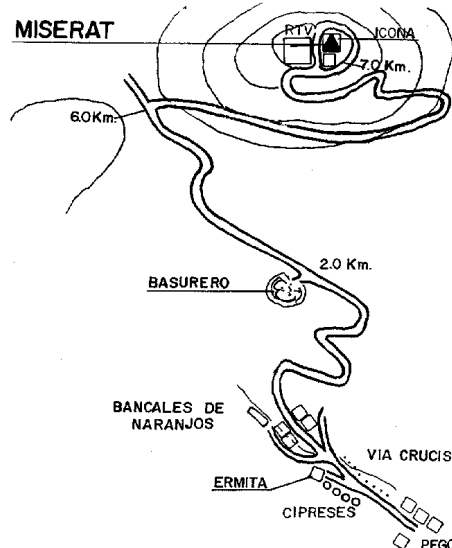 MISERAT
RTV
ICONA
7.0 Km.
6.0 Km.
2.0 Km.
BASURERO
BANCALES DE
NARANJOS
VIA CRUCIS
ERMITA
CIPRESES
PEGO